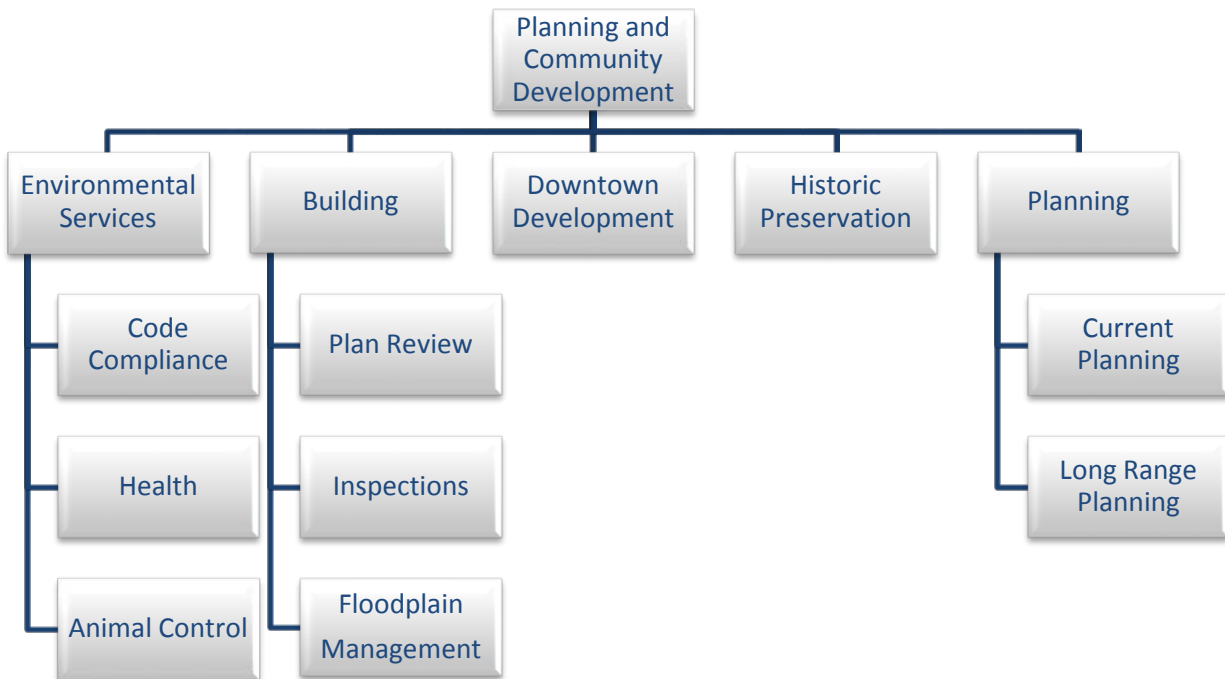 Planning and
Community
Development
Environmental
Services
Building
Downtown
Development
Historic
Preservation
Planning
Code
Compliance
Plan Review
Current
Planning
Health
Inspections
Long Range
Planning
Animal Control
Floodplain
Management